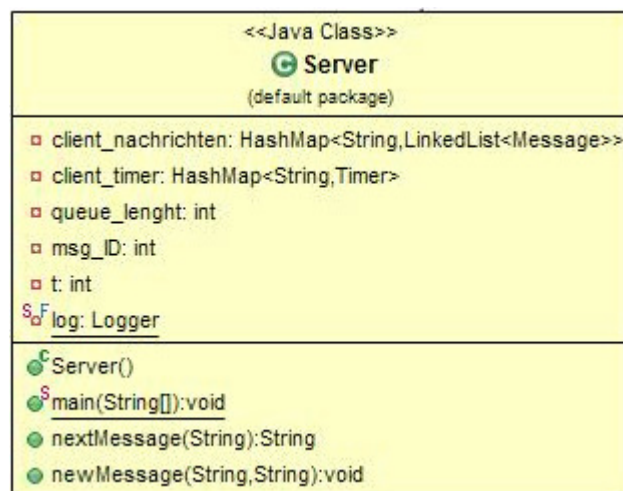 <<Java Class>>
C Server
(default package)
client_nachrichten: HashMap<String,LinkedList<Message>>
client_timer: HashMap<String,Timer>
queue_lenght: int
msg_ID: int
t: int
S F log: Logger
C Server()
S main(String[]):void
nextMessage(String):String
newMessage(String,String):void